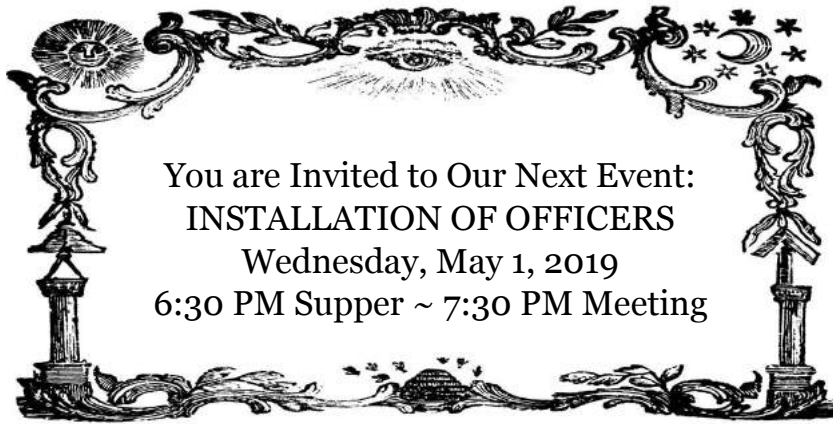 You are Invited to Our Next Event:
INSTALLATION OF OFFICERS
Wednesday, May 1, 2019
6:30 PM Supper ~ 7:30 PM Meeting